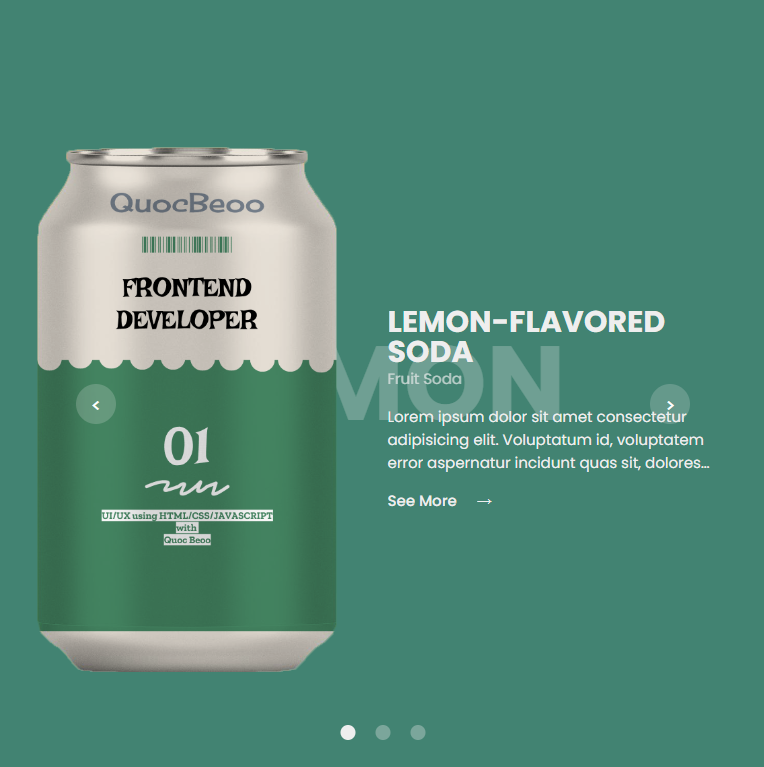 QuocBeoo
FRONTEND
DEVELOPER
01
UI/UX using HTML/CSS/JAVASCRIPT
with
Quoc Beoo
MON
LEMON-FLAVORED
SODA
Fruit Soda
Lorem ipsum dolor sit amet consectetur
adipisicing elit. Voluptatum id, voluptatem
error aspernatur incidunt quas sit, dolores...
See More →